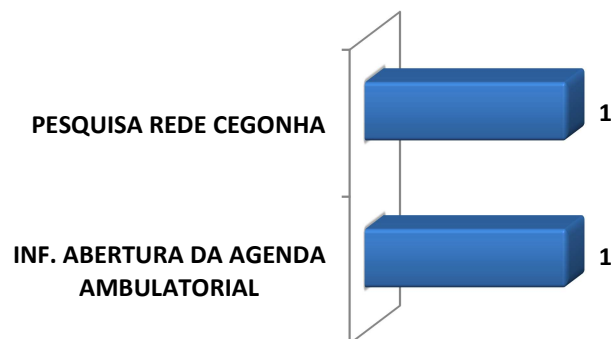 PESQUISA REDE CEGONHA
1
INF. ABERTURA DA AGENDA
AMBULATORIAL
1